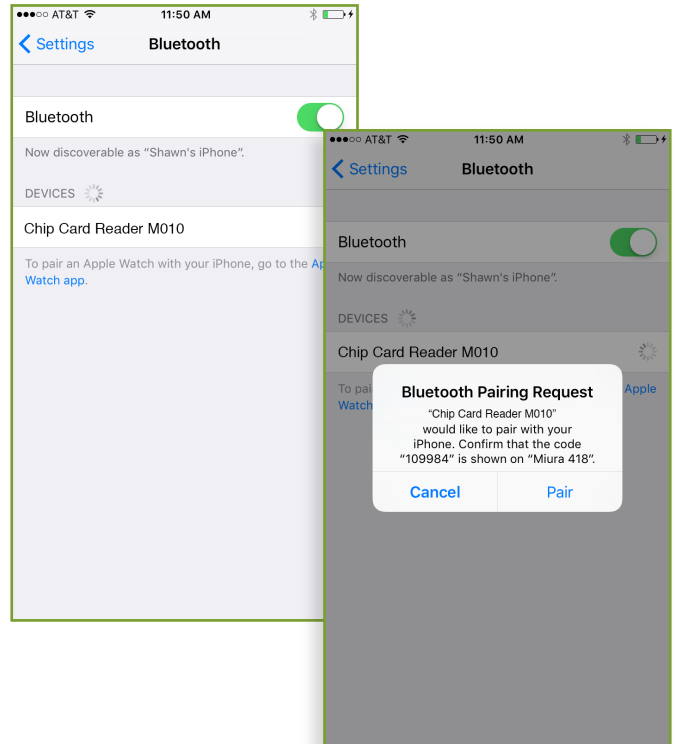 AT&T 11:50 AM
Settings Bluetooth
Bluetooth
Now discoverable as “Shawn's iPhone”.
DEVICES
Chip Card Reader M010
To pair an Apple Watch with your iPhone, go to the
Watch app.
AT&T 11:50 AM
Settings Bluetooth
Bluetooth
Now discoverable as “Shawn's iPhone”.
DEVICES
Chip Card Reader M010
To Apple
Watch
Bluetooth Pairing Request
“Chip Card Reader M010”
would like to pair with your
iPhone. Confirm that the code
“109984” is shown on “Miura 418”.
Cancel Pair